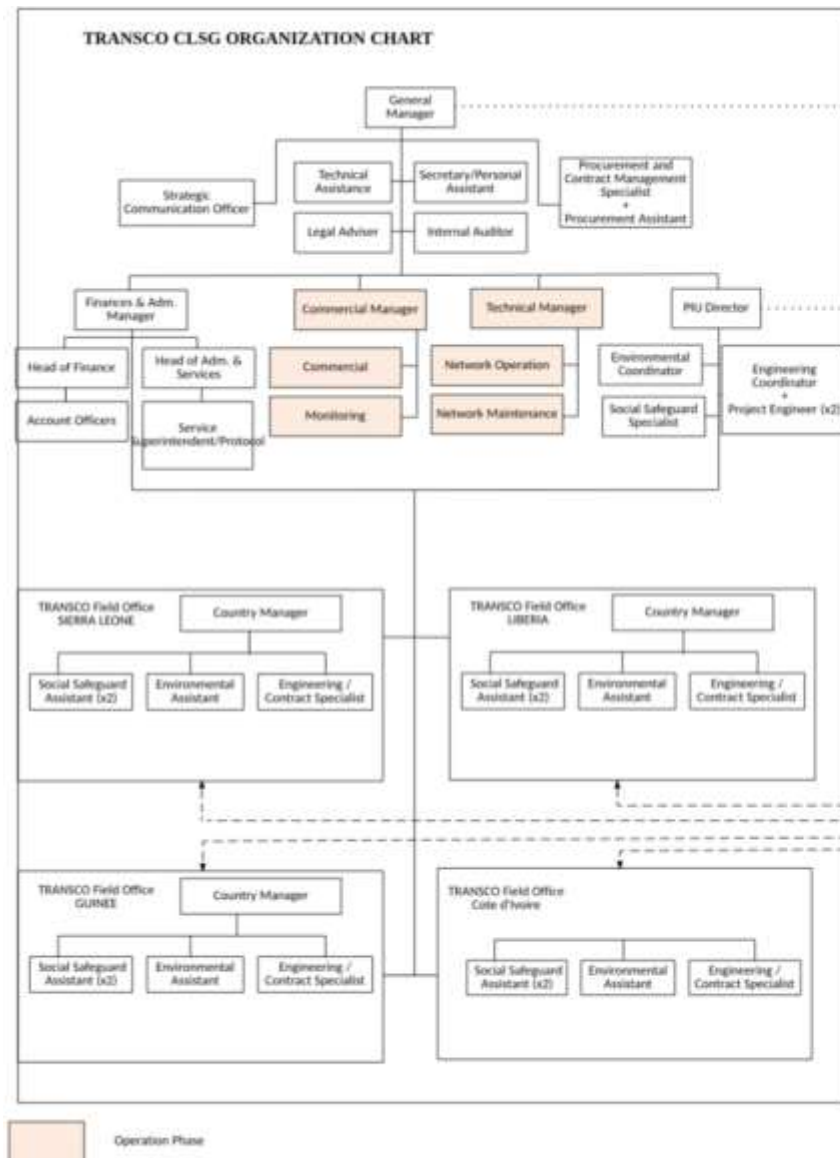 TRANSCO CLSG ORGANIZATION CHART
General
Manager
Technical
Assistance
Secretary/Personal
Assistant
Procurement and
Contract Management
Specialist
+
Procurement Assistant
Strategic
Communication Officer
Legal Adviser
Internal Auditor
Finances & Adm.
Manager
Commercial Manager
Technical Manager
PIU Director
Head of Finance
Head of Adm. &
Services
Commercial
Network Operation
Environmental
Coordinator
Engineering
Coordinator
+
Project Engineer (x2)
Account Officers
Service
Superintendent/Protocol
Monitoring
Network Maintenance
Social Safeguard
Specialist
TRANSCO Field Office
SIERRA LEONE
Country Manager
Social Safeguard
Assistant (x2)
Environmental
Assistant
Engineering /
Contract Specialist
TRANSCO Field Office
LIBERIA
Country Manager
Social Safeguard
Assistant (x2)
Environmental
Assistant
Engineering /
Contract Specialist
TRANSCO Field Office
GUINEE
Country Manager
Social Safeguard
Assistant (x2)
Environmental
Assistant
Engineering /
Contract Specialist
TRANSCO Field Office
Cote d'Ivoire
Social Safeguard
Assistant (x2)
Environmental
Assistant
Engineering /
Contract Specialist
Operation Phase